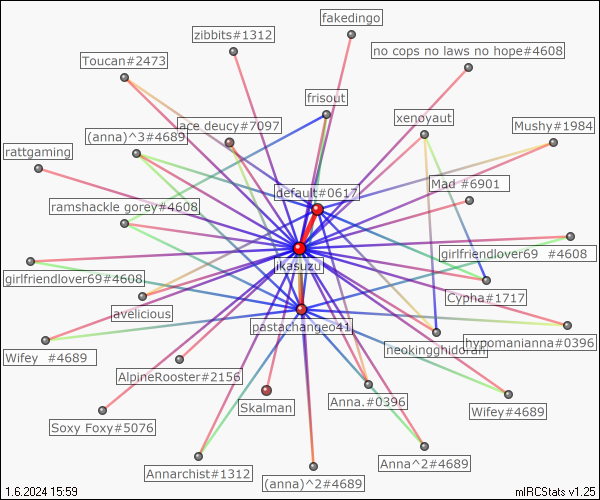 fakedingo
zibbits#1312
no cops no laws no hope#4608
Toucan#2473
frisout
xenoyaut
ace deucy#7097
Mushy#1984
(anna)^3#4689
rattgaming
default#0617
Mad #6901
ramshackle gorey#4608
girlfriendlover69 #4608
jkasuzu
girlfriendlover69#4608
Cypha#1717
avelicious
pastachangeo41
hypomanianna#0396
neokingghidorah
Wifey #4689
AlpineRooster#2156
Skalman
Anna.#0396
Wifey#4689
Soxy Foxy#5076
Anna^2#4689
Annarchist#1312
(anna)^2#4689
1.6.2024 15:59
mIRCStats v1.25